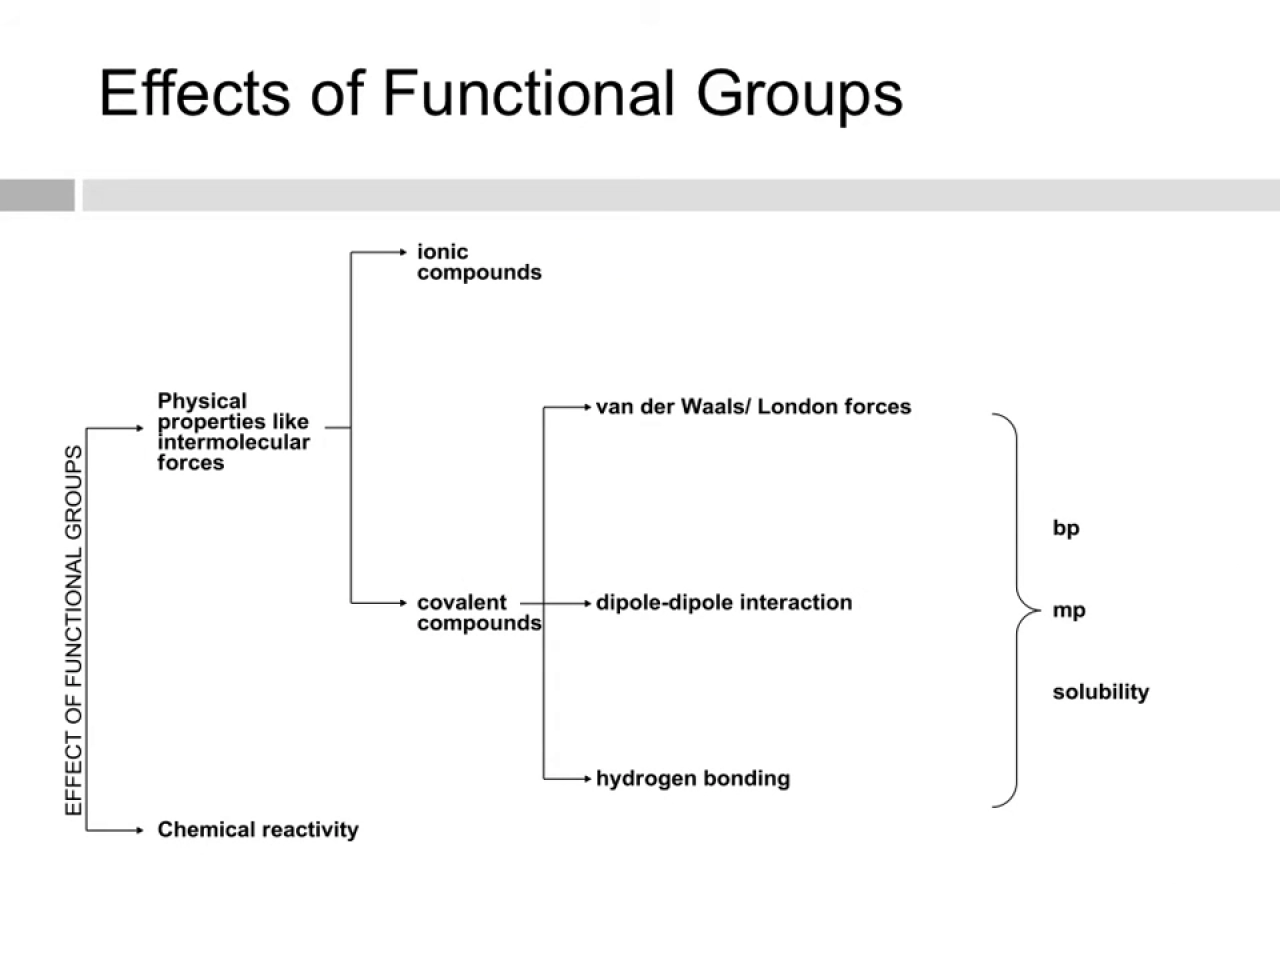 Effects of Functional Groups
ionic
compounds
Physical
properties like
intermolecular
forces
van der Waals/ London forces
EFFECT OF FUNCTIONAL GROUPS
bp
covalent
compounds
dipole-dipole interaction
mp
solubility
hydrogen bonding
Chemical reactivity